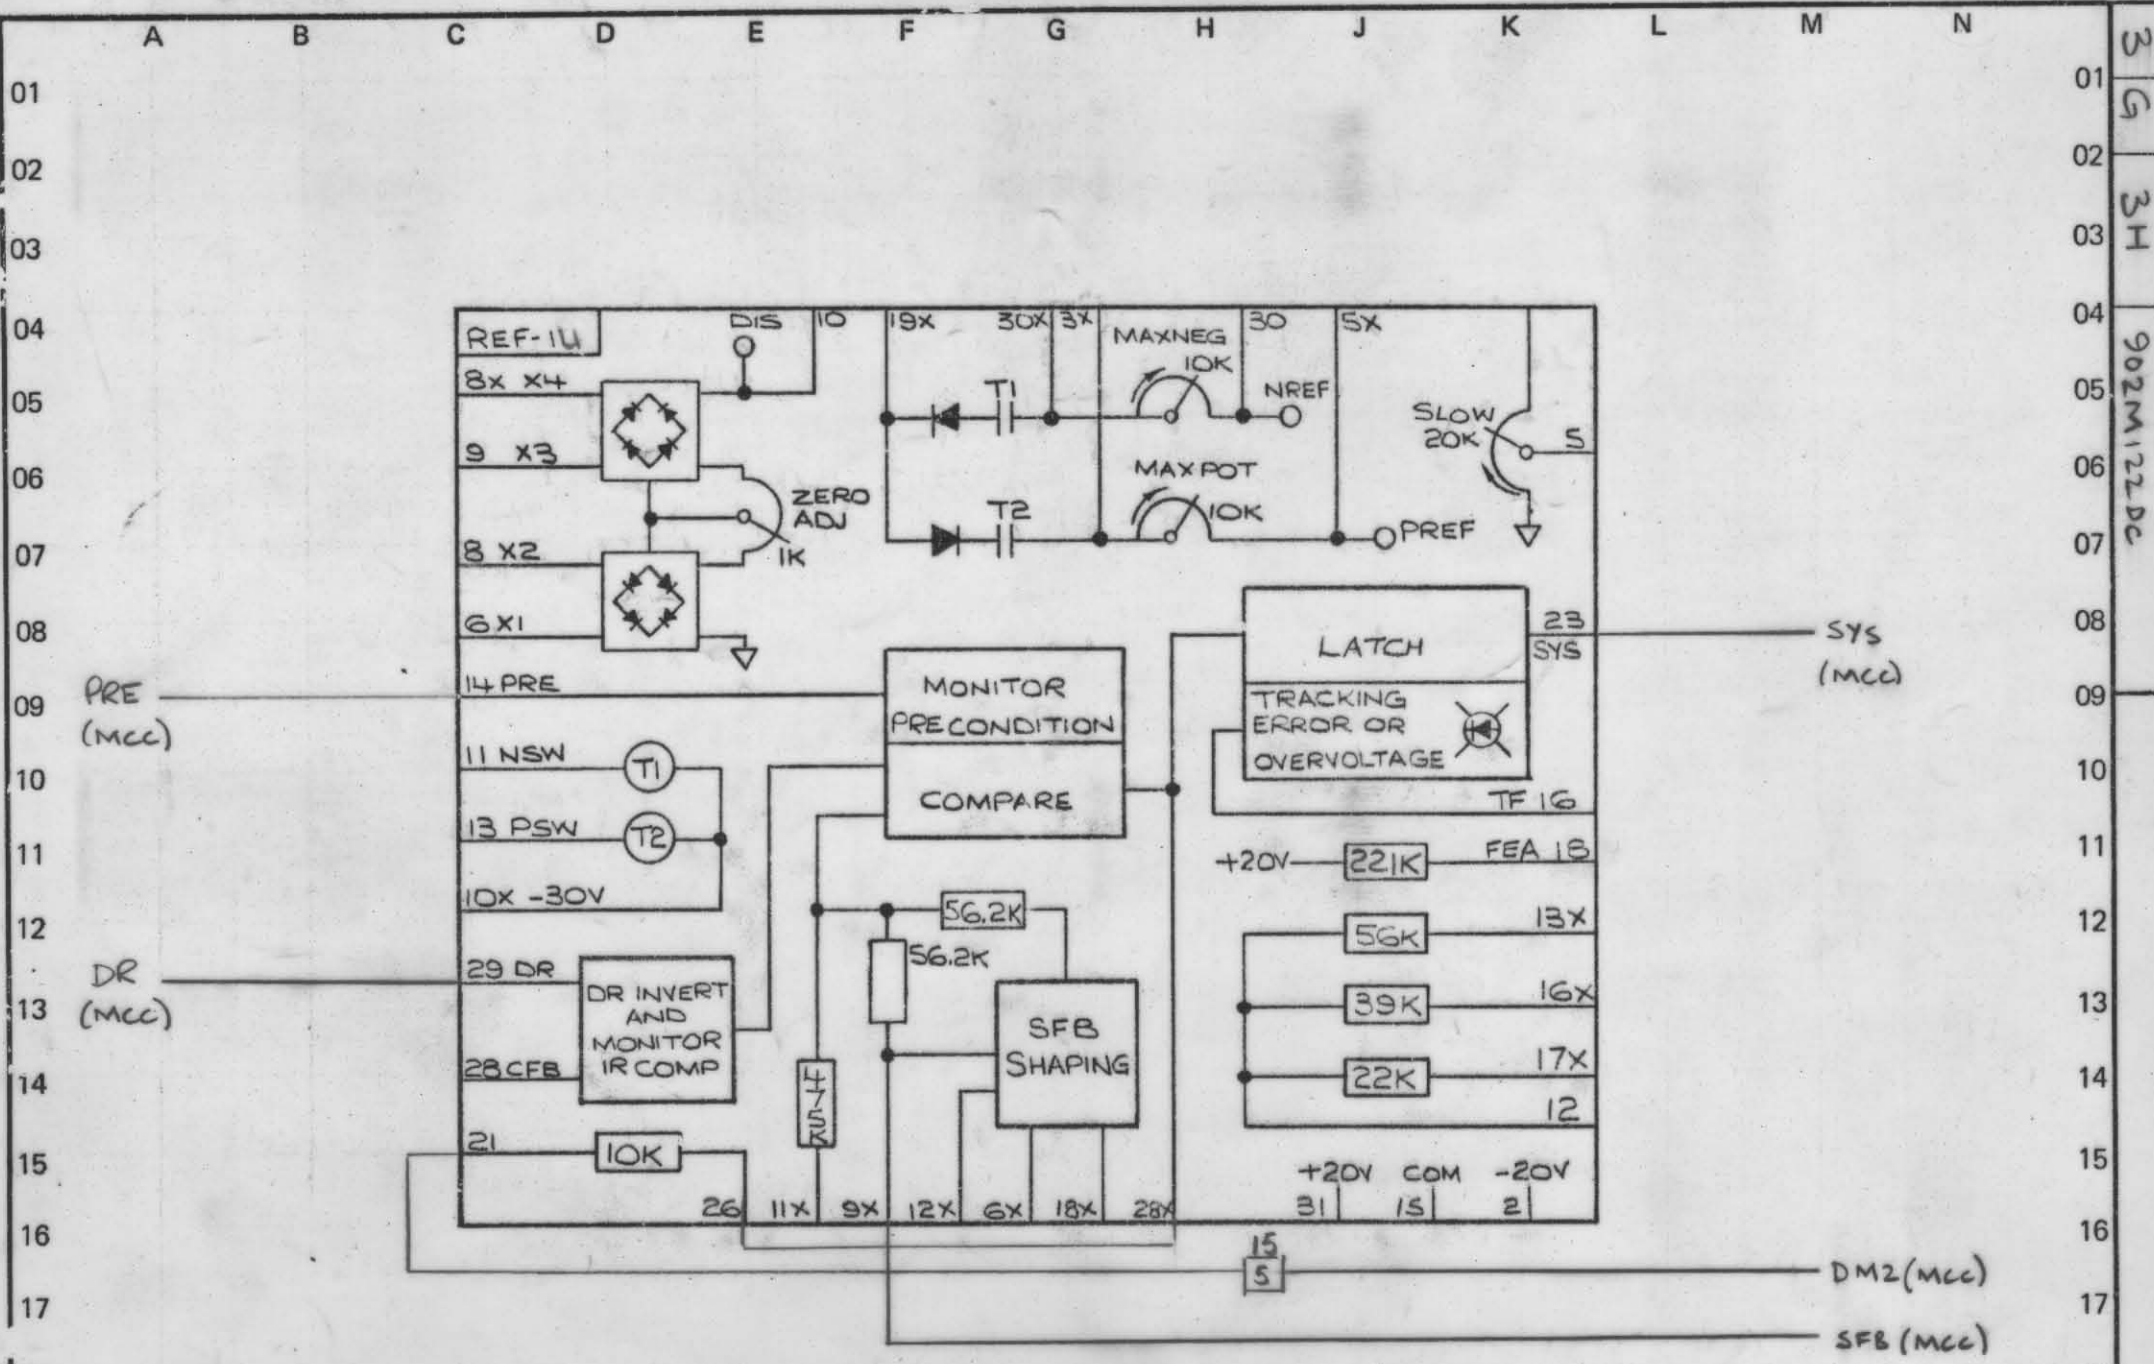 A B C D E F G H J K L M N
01 01
02 02
03 03
04 04
05 05
06 06
07 07
08 08
09 09
10 10
11 11
12 12
13 13
14 14
15 15
16 16
17 17
3 G 3H 902M122DC
REF-1U
DIS 10 19X 30X 3X 30 5X
MAXNEG
10K
NREF
T1
8X X4
9 X3
SLOW
20K
5
MAXPOT
10K
PREF
T2
ZERO
ADJ
1K
8 X2
6 X1
PRE
(MCC)
14 PRE
MONITOR
PRECONDITION
COMPARE
LATCH
TRACKING
ERROR OR
OVERVOLTAGE
23
SYS
SYS
(MCC)
11 NSW T1
13 PSW T2
10X -30V
TF 16
+20V 221K FEA 18
56.2K
56.2K
56K 13X
39K 16X
22K 17X
12
DR
(MCC)
29 DR
DR INVERT
AND
MONITOR
IR COMP
28 CFB
SFB
SHAPING
475K
21 10K
+20V COM -20V
31 15 2
26 11X 9X 12X 6X 18X 28X
15
5
DM2 (MCC)
SFB (MCC)